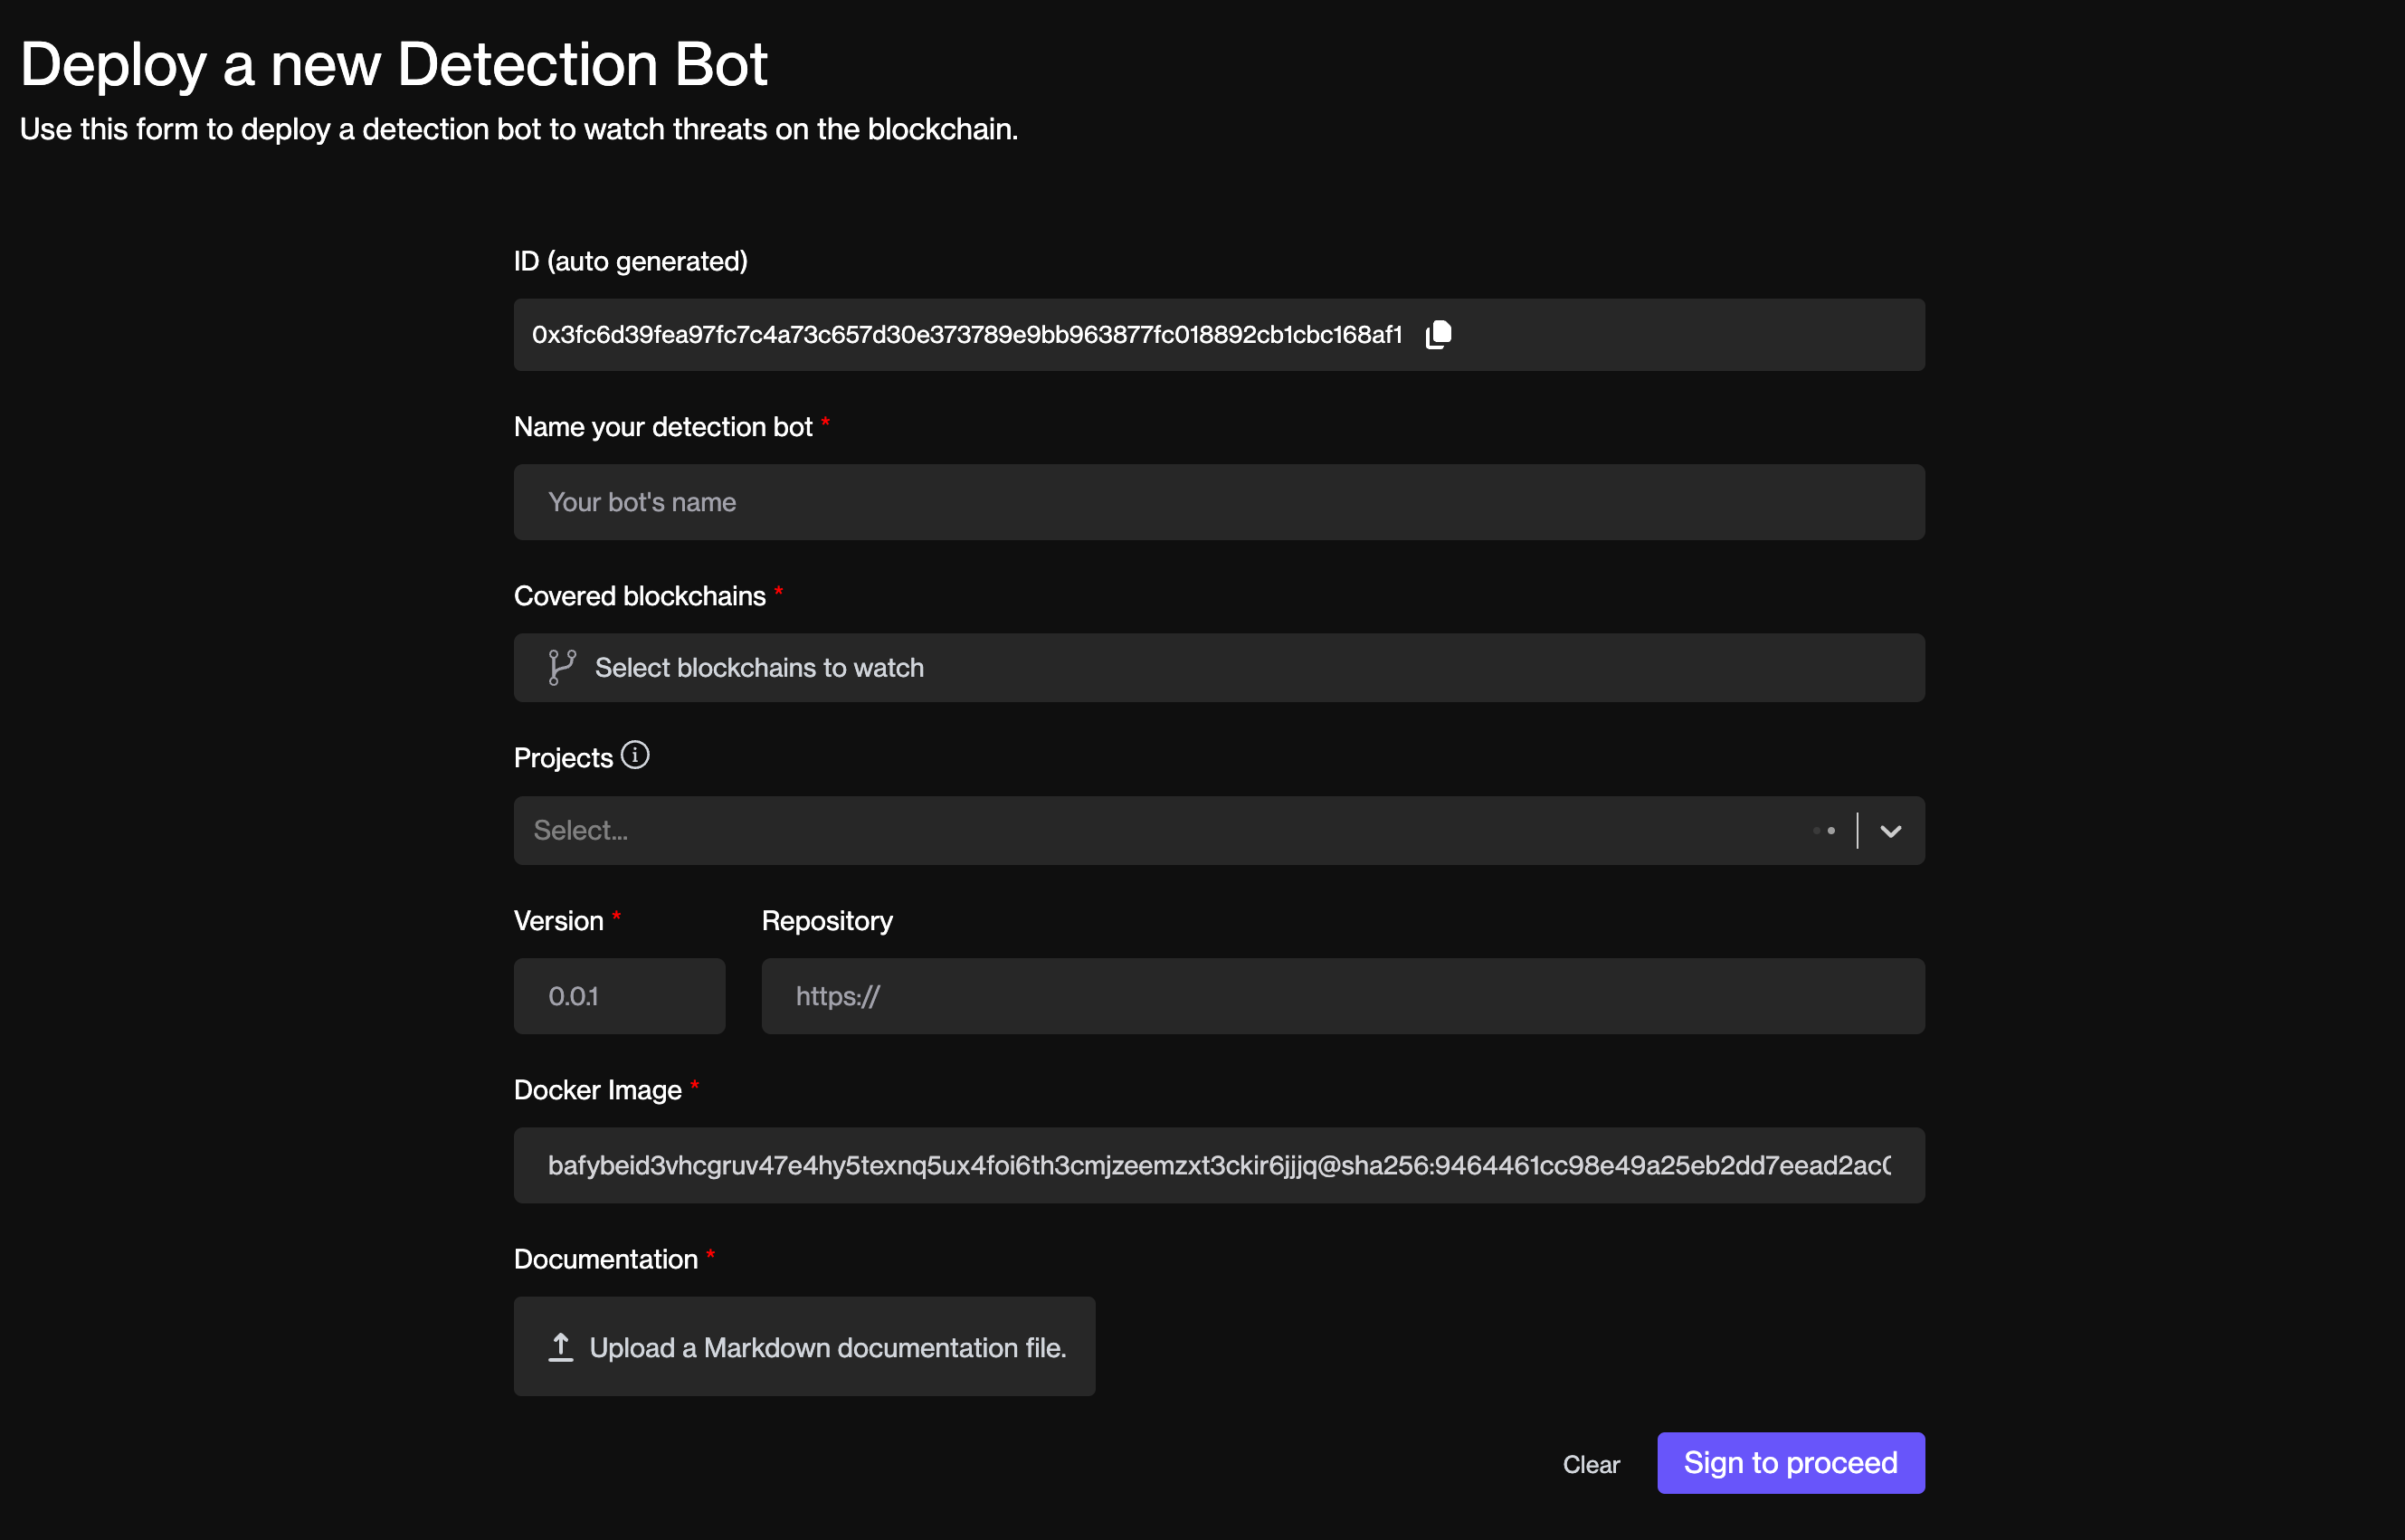 Deploy a new Detection Bot
Use this form to deploy a detection bot to watch threats on the blockchain.
ID (auto generated)
0x3fc6d39fea97fc7c4a73c657d30e373789e9bb963877fc018892cb1cbc168af1
Name your detection bot *
Your bot's name
Covered blockchains *
Select blockchains to watch
Projects
Select...
Version * Repository
0.0.1 https://
Docker Image *
bafybeid3vhcgruv47e4hy5texnq5ux4foi6th3cmjzeemzxt3ckir6jjjq@sha256:9464461cc98e49a25eb2dd7eead2ac
Documentation *
Upload a Markdown documentation file.
Clear Sign to proceed